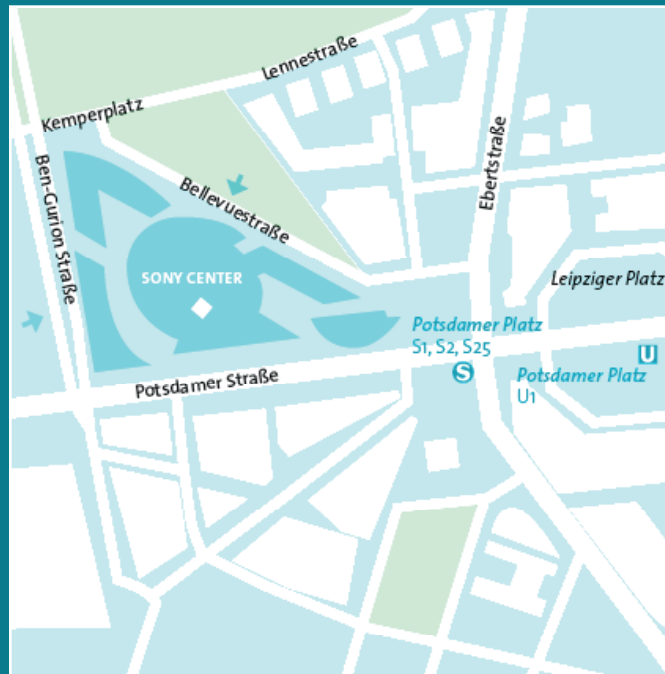 Lennestraße
Kemperplatz
Ebertstraße
Ben-Gurion Straße
Bellevuestraße
SONY CENTER
Leipziger Platz
Potsdamer Platz
S1, S2, S25
S
U
Potsdamer Platz
U1
Potsdamer Straße